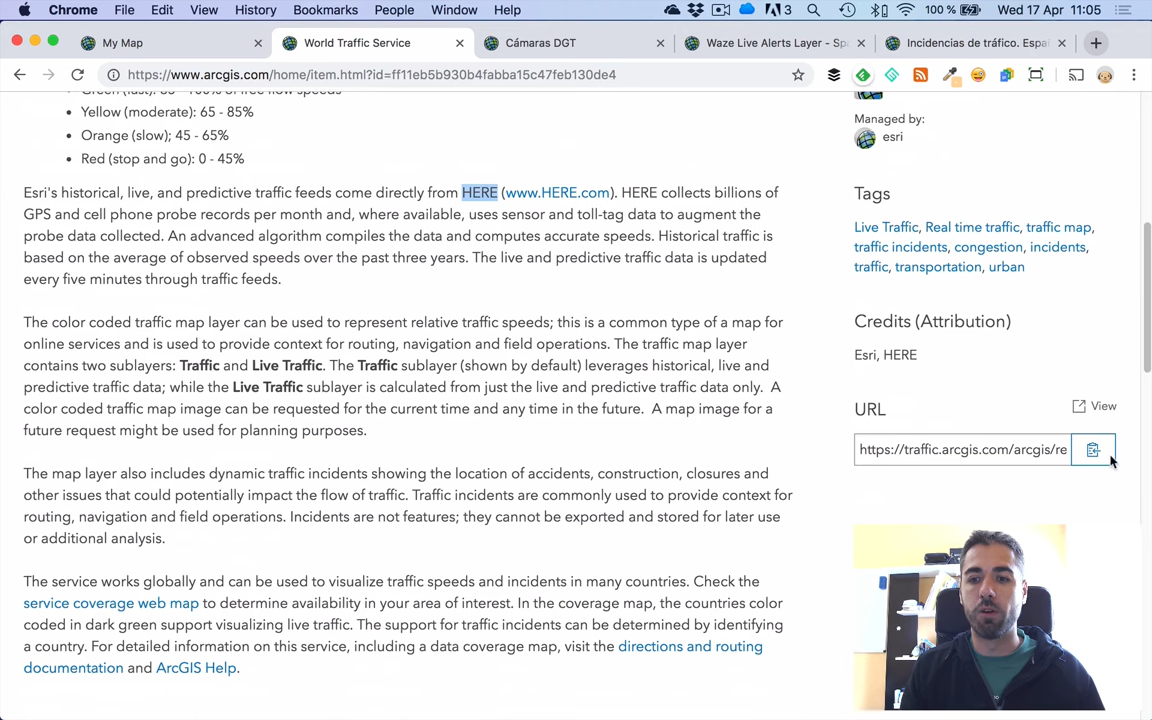 Chrome File Edit View History Bookmarks People Window Help 3 100 % Wed 17 Apr 11:05
My Map World Traffic Service Cámaras DGT Waze Live Alerts Layer - Sp Incidencias de tráfico. Espa
https://www.arcgis.com/home/item.html?id=ff11eb5b930b4fabba15c47feb130de4
Yellow (moderate): 65 - 85%
Orange (slow); 45 - 65%
Red (stop and go): 0 - 45%
Esri's historical, live, and predictive traffic feeds come directly from HERE (www.HERE.com). HERE collects billions of
GPS and cell phone probe records per month and, where available, uses sensor and toll-tag data to augment the
probe data collected. An advanced algorithm compiles the data and computes accurate speeds. Historical traffic is
based on the average of observed speeds over the past three years. The live and predictive traffic data is updated
every five minutes through traffic feeds.
The color coded traffic map layer can be used to represent relative traffic speeds; this is a common type of a map for
online services and is used to provide context for routing, navigation and field operations. The traffic map layer
contains two sublayers: Traffic and Live Traffic. The Traffic sublayer (shown by default) leverages historical, live and
predictive traffic data; while the Live Traffic sublayer is calculated from just the live and predictive traffic data only. A
color coded traffic map image can be requested for the current time and any time in the future. A map image for a
future request might be used for planning purposes.
The map layer also includes dynamic traffic incidents showing the location of accidents, construction, closures and
other issues that could potentially impact the flow of traffic. Traffic incidents are commonly used to provide context for
routing, navigation and field operations. Incidents are not features; they cannot be exported and stored for later use
or additional analysis.
The service works globally and can be used to visualize traffic speeds and incidents in many countries. Check the
service coverage web map to determine availability in your area of interest. In the coverage map, the countries color
coded in dark green support visualizing live traffic. The support for traffic incidents can be determined by identifying
a country. For detailed information on this service, including a data coverage map, visit the directions and routing
documentation and ArcGIS Help.
Managed by:
esri
Tags
Live Traffic, Real time traffic, traffic map,
traffic incidents, congestion, incidents,
traffic, transportation, urban
Credits (Attribution)
Esri, HERE
URL View
https://traffic.arcgis.com/arcgis/re